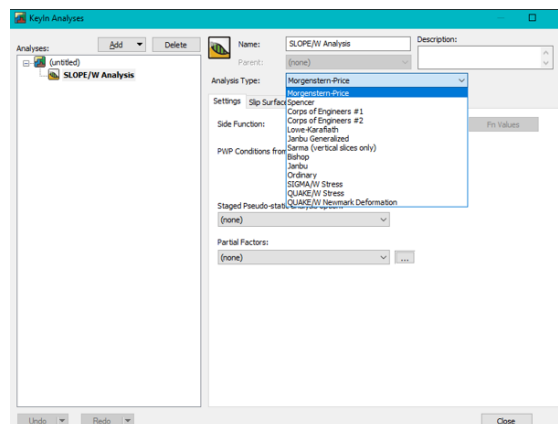 KeyIn Analyses
Analyses:
Add
Delete
(untitled)
SLOPE/W Analysis
Name:
SLOPE/W Analysis
Description:
Parent:
(none)
Analysis Type:
Morgenstern-Price
Morgenstern-Price
Spencer
Corps of Engineers #1
Corps of Engineers #2
Lowe-Karafiath
Janbu Generalized
Sarma (vertical slices only)
Bishop
Janbu
Ordinary
SIGMA/W Stress
QUAKE/W Stress
QUAKE/W Newmark Deformation
Settings
Slip Surface
Side Function:
Fn Values
PWP Conditions from
Staged Pseudo-static
(none)
Partial Factors:
(none)
...
Undo
Redo
Close